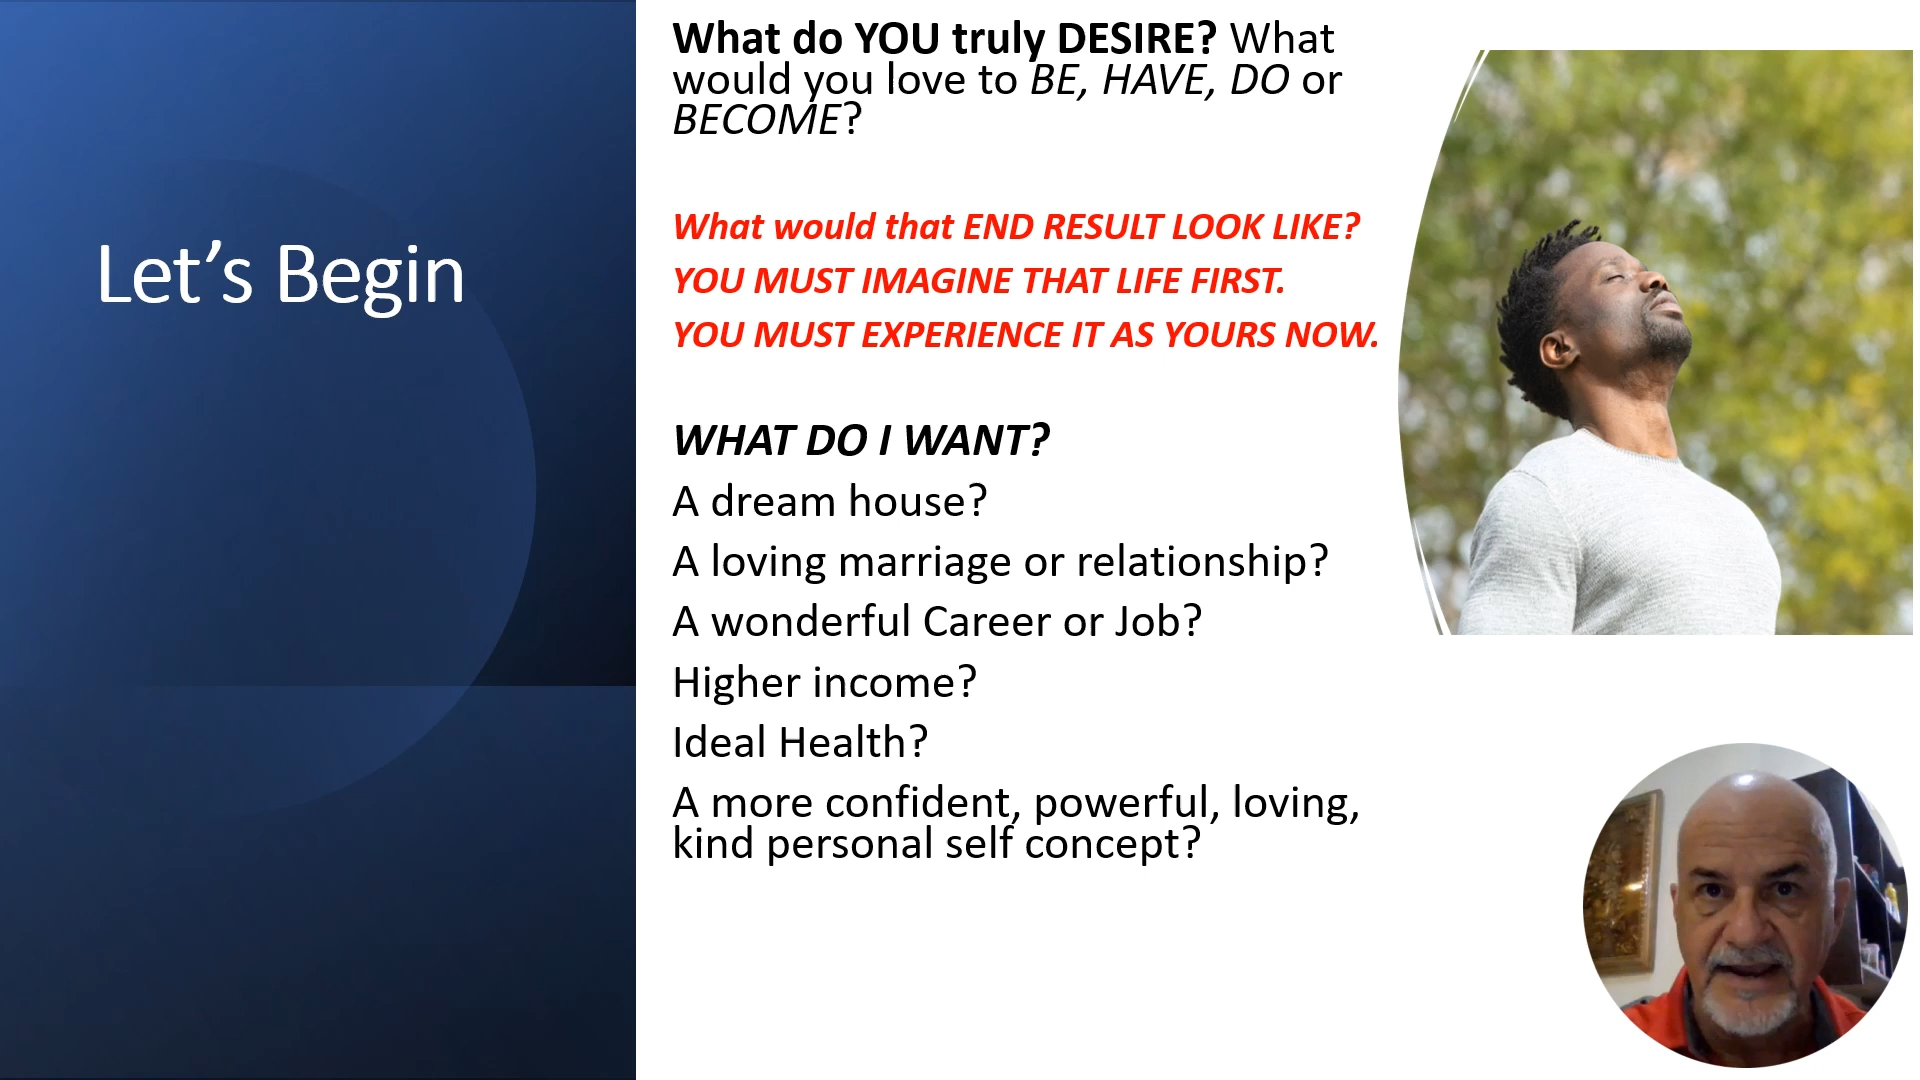 Let’s Begin
What do YOU truly DESIRE? What
would you love to BE, HAVE, DO or
BECOME?
What would that END RESULT LOOK LIKE?
YOU MUST IMAGINE THAT LIFE FIRST.
YOU MUST EXPERIENCE IT AS YOURS NOW.
WHAT DO I WANT?
A dream house?
A loving marriage or relationship?
A wonderful Career or Job?
Higher income?
Ideal Health?
A more confident, powerful, loving,
kind personal self concept?